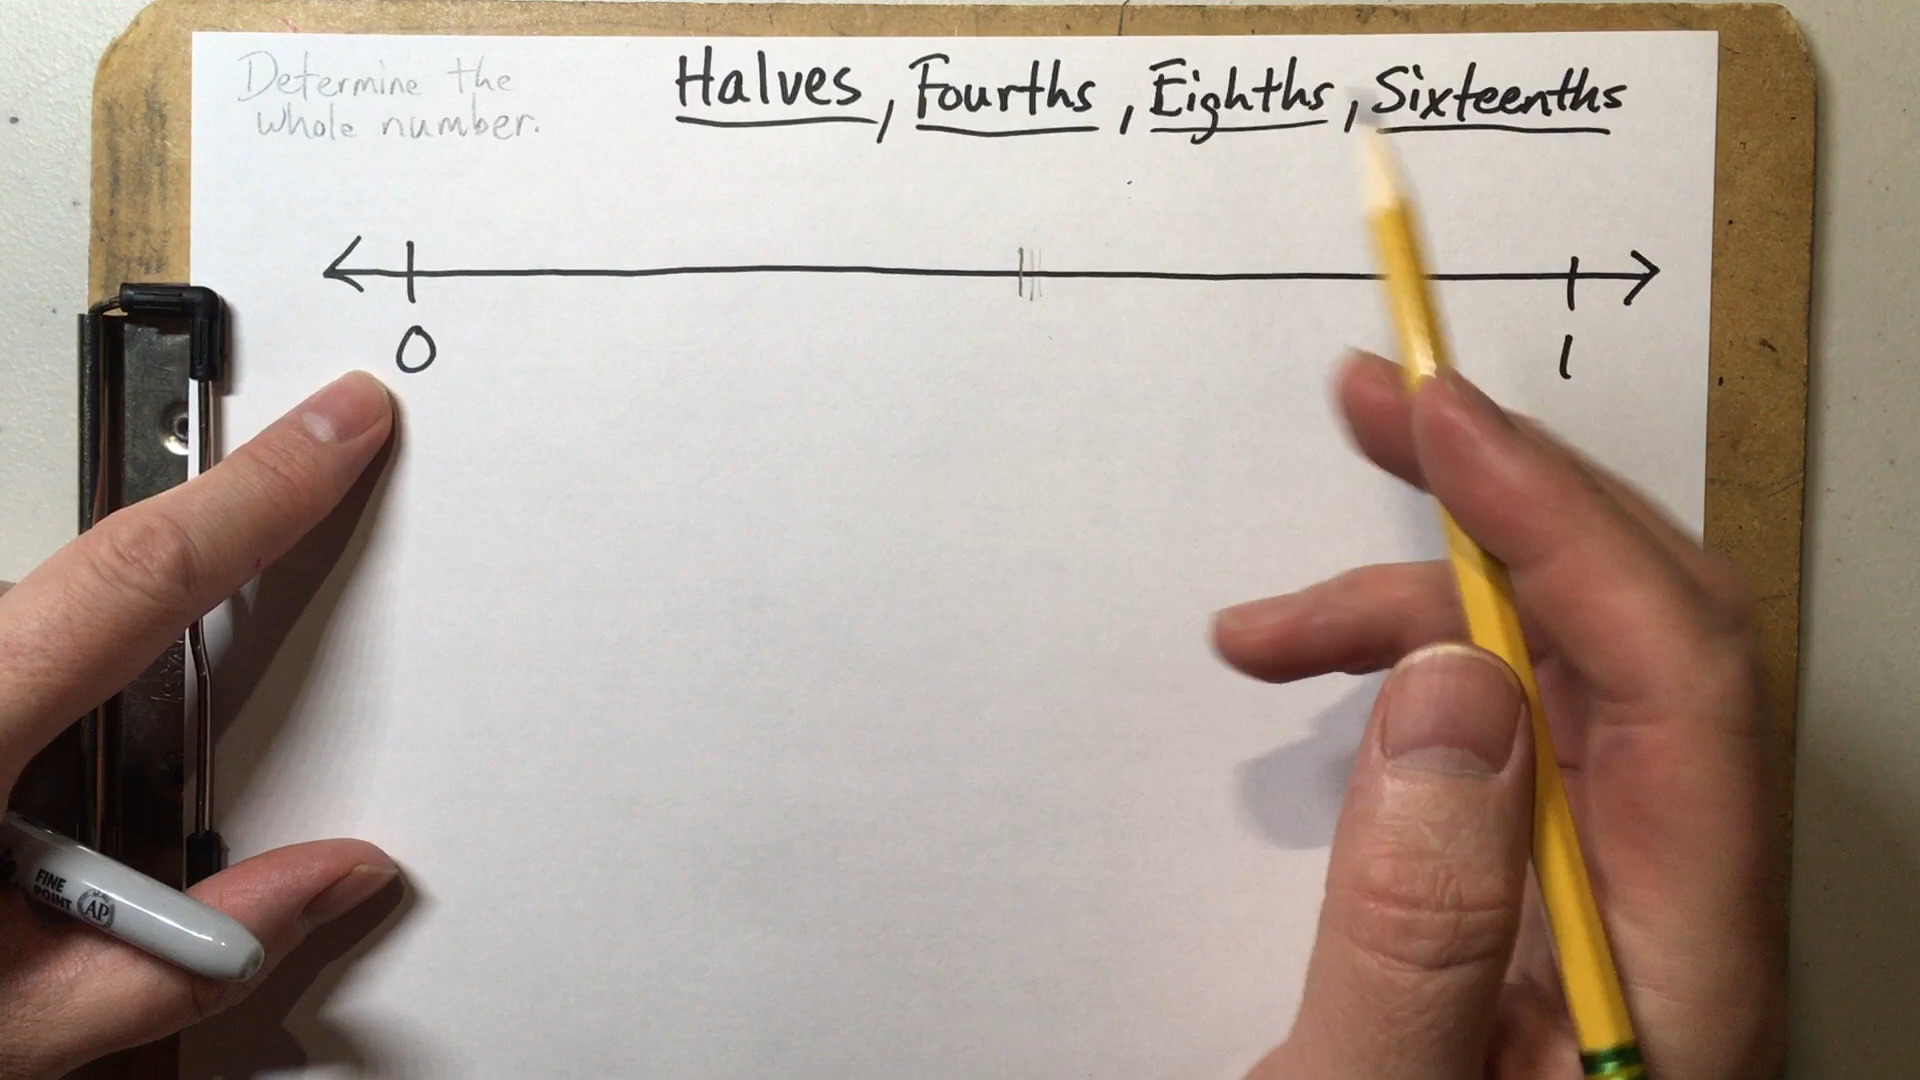 Determine the
whole number.
Halves, Fourths, Eighths, Sixteenths
0 1
FINE
POINT
AP